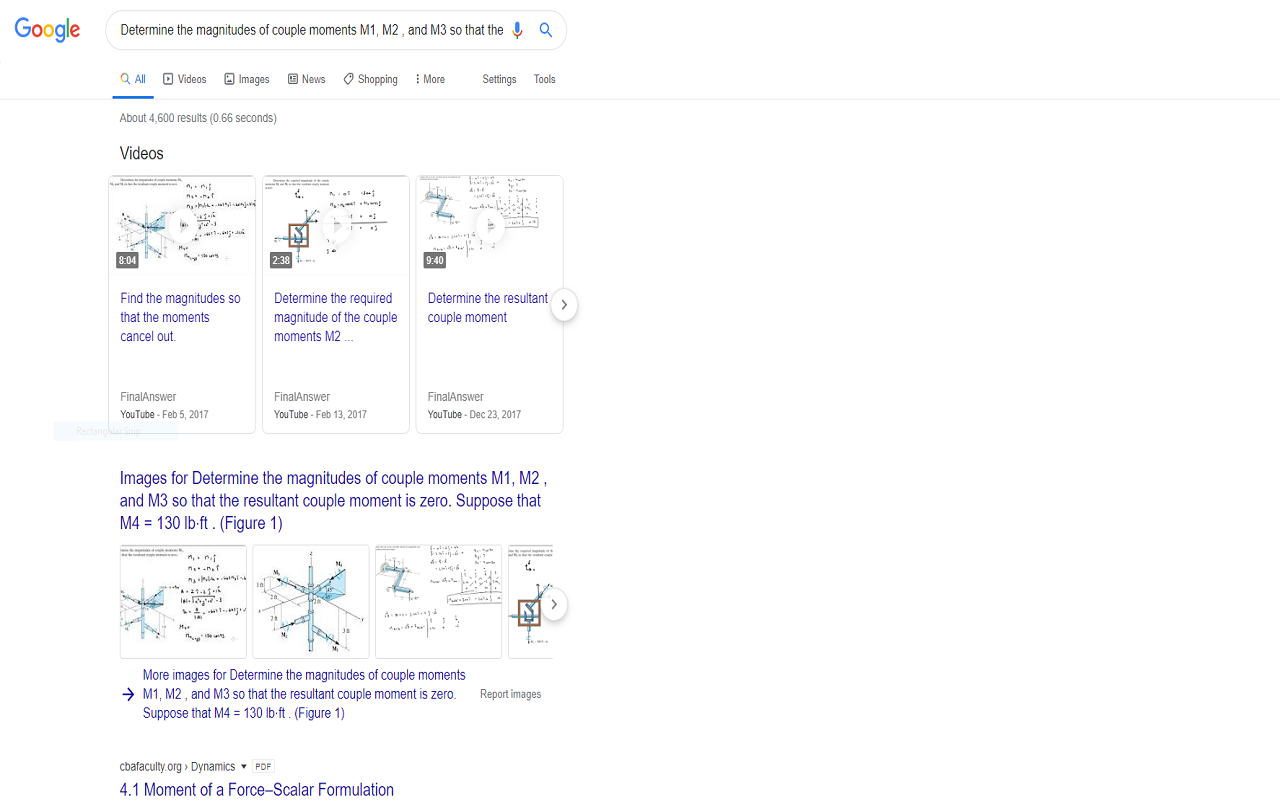 Google
Determine the magnitudes of couple moments M1, M2 , and M3 so that the
All
Videos
Images
News
Shopping
More
Settings
Tools
About 4,600 results (0.66 seconds)
Videos
8:04
2:38
9:40
Find the magnitudes so
that the moments
cancel out.
FinalAnswer
YouTube - Feb 5, 2017
Determine the required
magnitude of the couple
moments M2 ...
FinalAnswer
YouTube - Feb 13, 2017
Determine the resultant
couple moment
FinalAnswer
YouTube - Dec 23, 2017
Rectangular Snip
Images for Determine the magnitudes of couple moments M1, M2 ,
and M3 so that the resultant couple moment is zero. Suppose that
M4 = 130 lb·ft . (Figure 1)
More images for Determine the magnitudes of couple moments
M1, M2 , and M3 so that the resultant couple moment is zero.
Suppose that M4 = 130 lb·ft . (Figure 1)
Report images
cbafaculty.org › Dynamics
PDF
4.1 Moment of a Force–Scalar Formulation